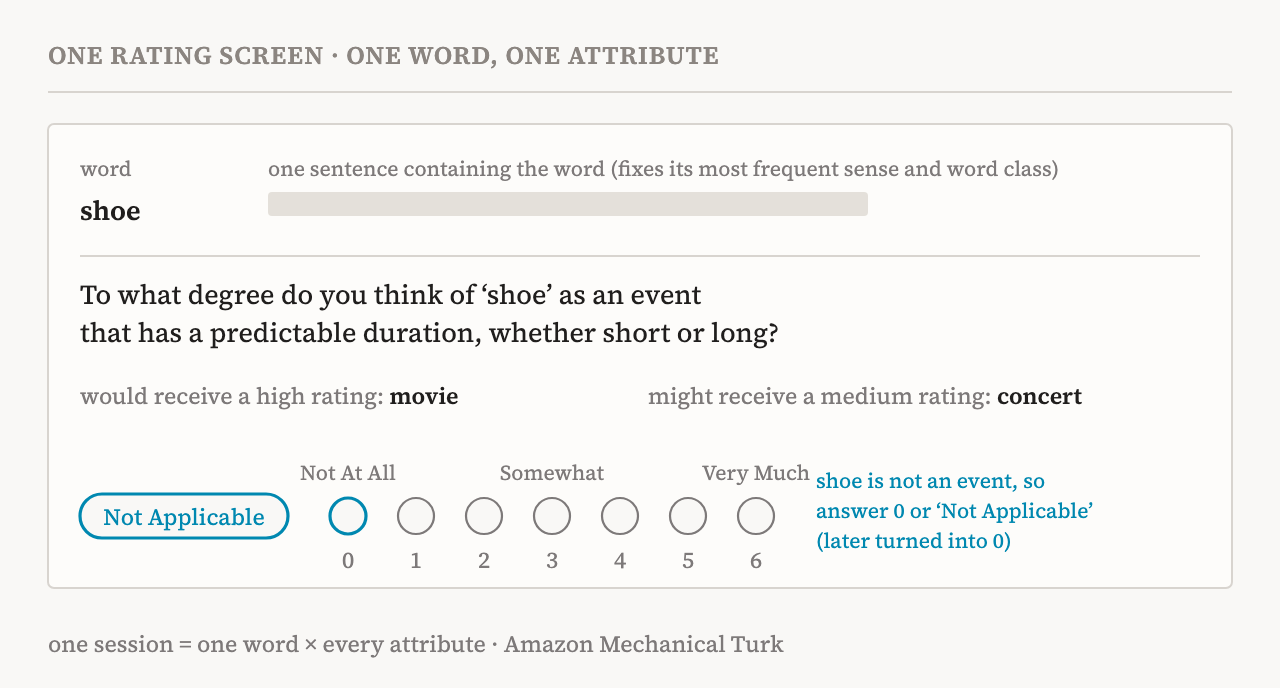 ONE RATING SCREEN · ONE WORD, ONE ATTRIBUTE
word
one sentence containing the word (fixes its most frequent sense and word class)
shoe
To what degree do you think of ‘shoe’ as an event
that has a predictable duration, whether short or long?
would receive a high rating: movie
might receive a medium rating: concert
Not At All
Somewhat
Very Much
Not Applicable
0 1 2 3 4 5 6
shoe is not an event, so
answer 0 or ‘Not Applicable’
(later turned into 0)
one session = one word × every attribute · Amazon Mechanical Turk